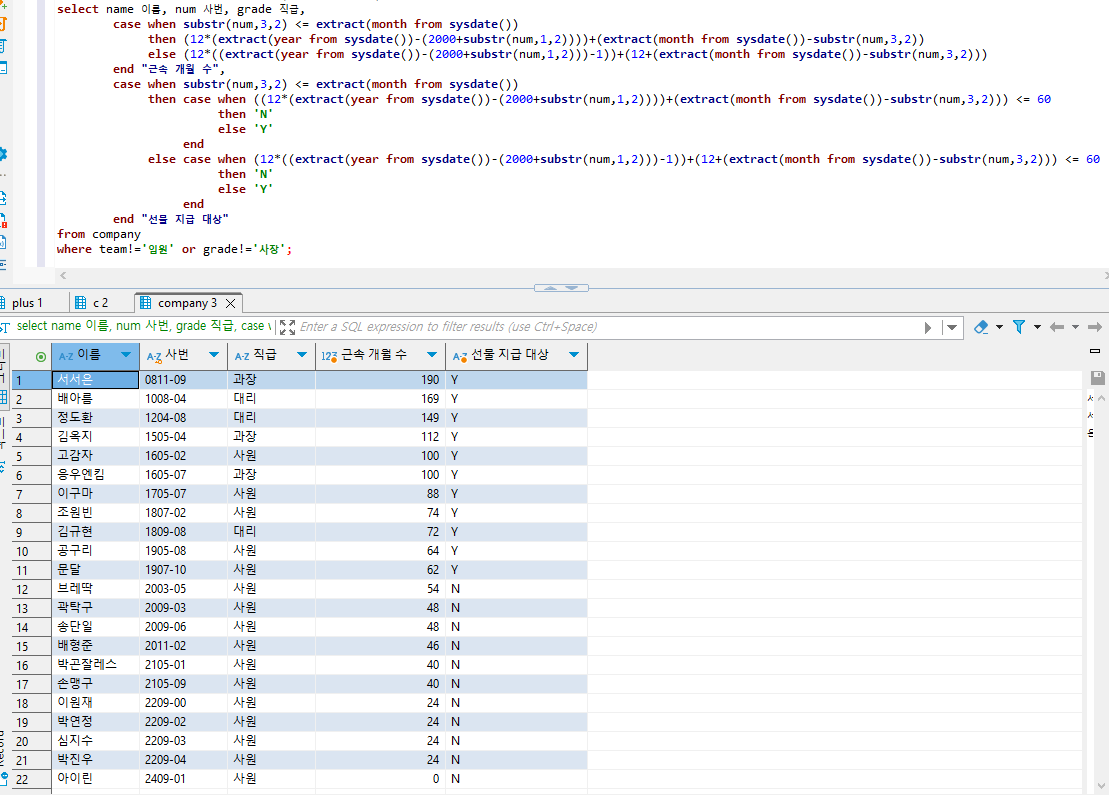 select name 이름, num 사번, grade 직급,
case when substr(num,3,2) <= extract(month from sysdate())
then (12*(extract(year from sysdate())-(2000+substr(num,1,2))))+(extract(month from sysdate())-substr(num,3,2))
else (12*((extract(year from sysdate())-(2000+substr(num,1,2)))-1))+(12+(extract(month from sysdate())-substr(num,3,2)))
end "근속 개월 수",
case when substr(num,3,2) <= extract(month from sysdate())
then case when ((12*(extract(year from sysdate())-(2000+substr(num,1,2))))+(extract(month from sysdate())-substr(num,3,2))) <= 60
then 'N'
else 'Y'
end
else case when (12*((extract(year from sysdate())-(2000+substr(num,1,2)))-1))+(12+(extract(month from sysdate())-substr(num,3,2))) <= 60
then 'N'
else 'Y'
end
end "선물 지급 대상"
from company
where team!='임원' or grade!='사장';
plus 1 c 2 company 3
select name 이름, num 사번, grade 직급, case w Enter a SQL expression to filter results (use Ctrl+Space)
A-Z 이름 A-Z 사번 A-Z 직급 123 근속 개월 수 A-Z 선물 지급 대상
1 서서은 0811-09 과장 190 Y
2 배아름 1008-04 대리 169 Y
3 정도환 1204-08 대리 149 Y
4 김옥지 1505-04 과장 112 Y
5 고감자 1605-02 사원 100 Y
6 응우엔킴 1605-07 과장 100 Y
7 이구마 1705-07 사원 88 Y
8 조원빈 1807-02 사원 74 Y
9 김규현 1809-08 대리 72 Y
10 공구리 1905-08 사원 64 Y
11 문달 1907-10 사원 62 Y
12 브레딱 2003-05 사원 54 N
13 곽탁구 2009-03 사원 48 N
14 송단일 2009-06 사원 48 N
15 배형준 2011-02 사원 46 N
16 박곤잘레스 2105-01 사원 40 N
17 손맹구 2105-09 사원 40 N
18 이원재 2209-00 사원 24 N
19 박연정 2209-02 사원 24 N
20 심지수 2209-03 사원 24 N
21 박진우 2209-04 사원 24 N
22 아이린 2409-01 사원 0 N